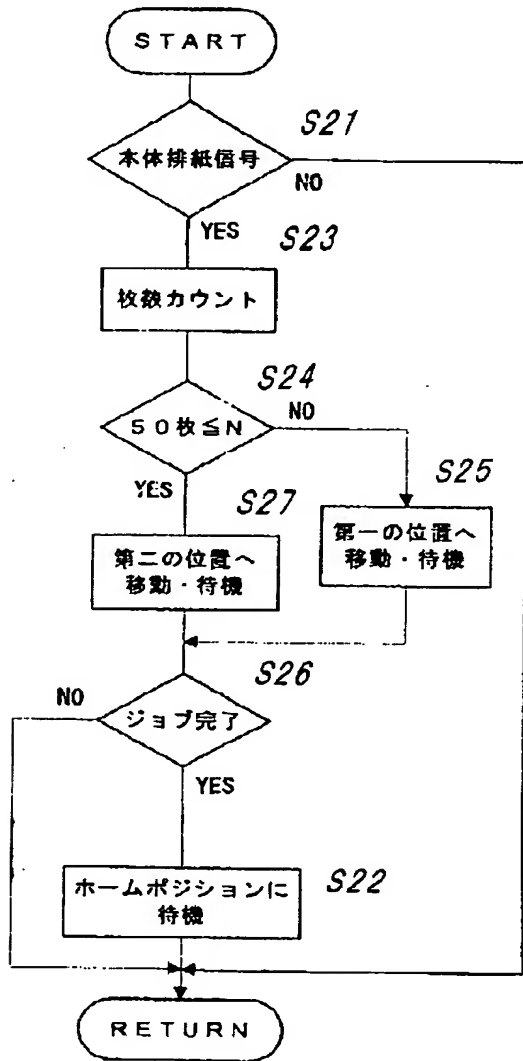 START
S21
本体排紙信号
NO
YES
S23
枚数カウント
S24
50枚≦N
NO
YES
S27
S25
第二の位置へ
移動・待機
第一の位置へ
移動・待機
S26
NO
ジョブ完了
YES
ホームポジションに
待機
S22
RETURN